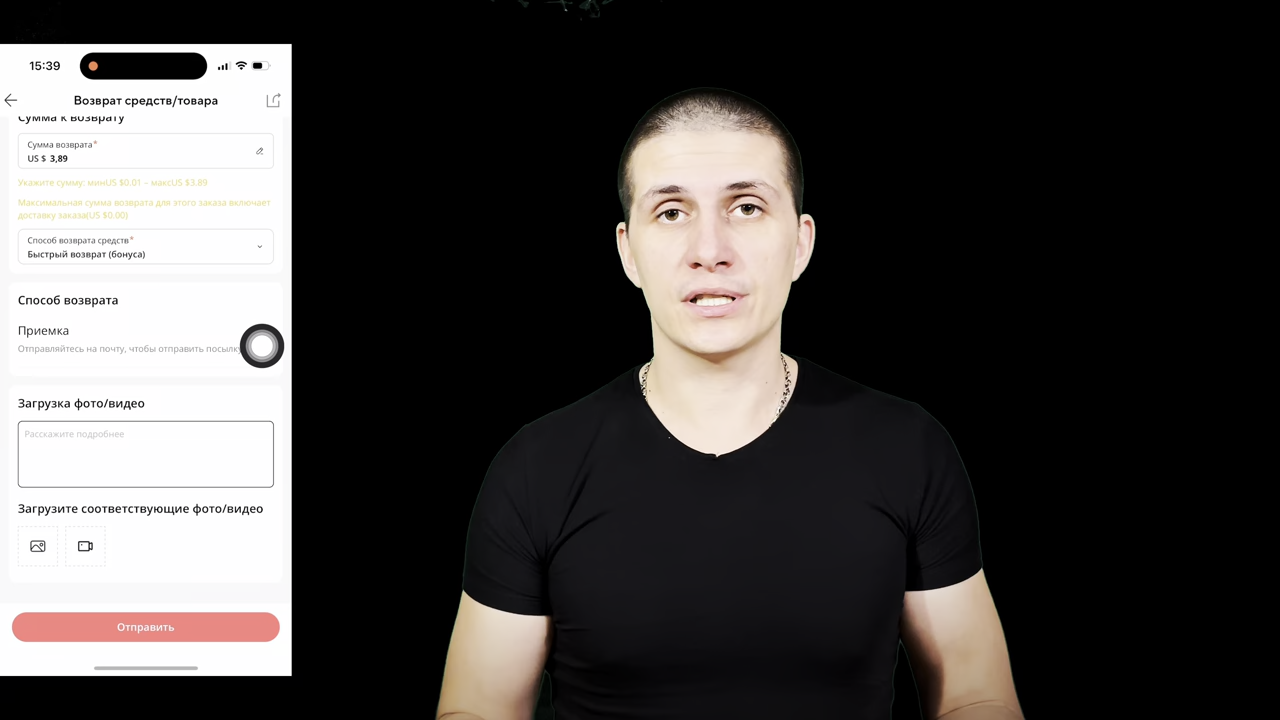 15:39
Возврат средств/товара
Сумма к возврату
Сумма возврата*
US $ 3,89
Укажите сумму: минUS $0.01 – максUS $3.89
Максимальная сумма возврата для этого заказа включает
доставку заказа(US $0.00)
Способ возврата средств*
Быстрый возврат (бонуса)
Способ возврата
Приемка
Отправляйтесь на почту, чтобы отправить посылк
Загрузка фото/видео
Расскажите подробнее
Загрузите соответствующие фото/видео
Отправить